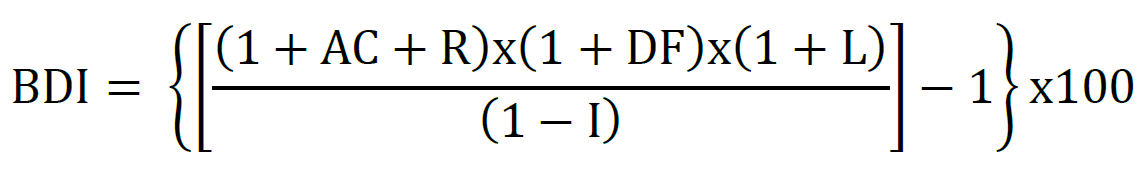 BDI = {[(1 + AC + R)x(1 + DF)x(1 + L) / (1 − I)] − 1} x100